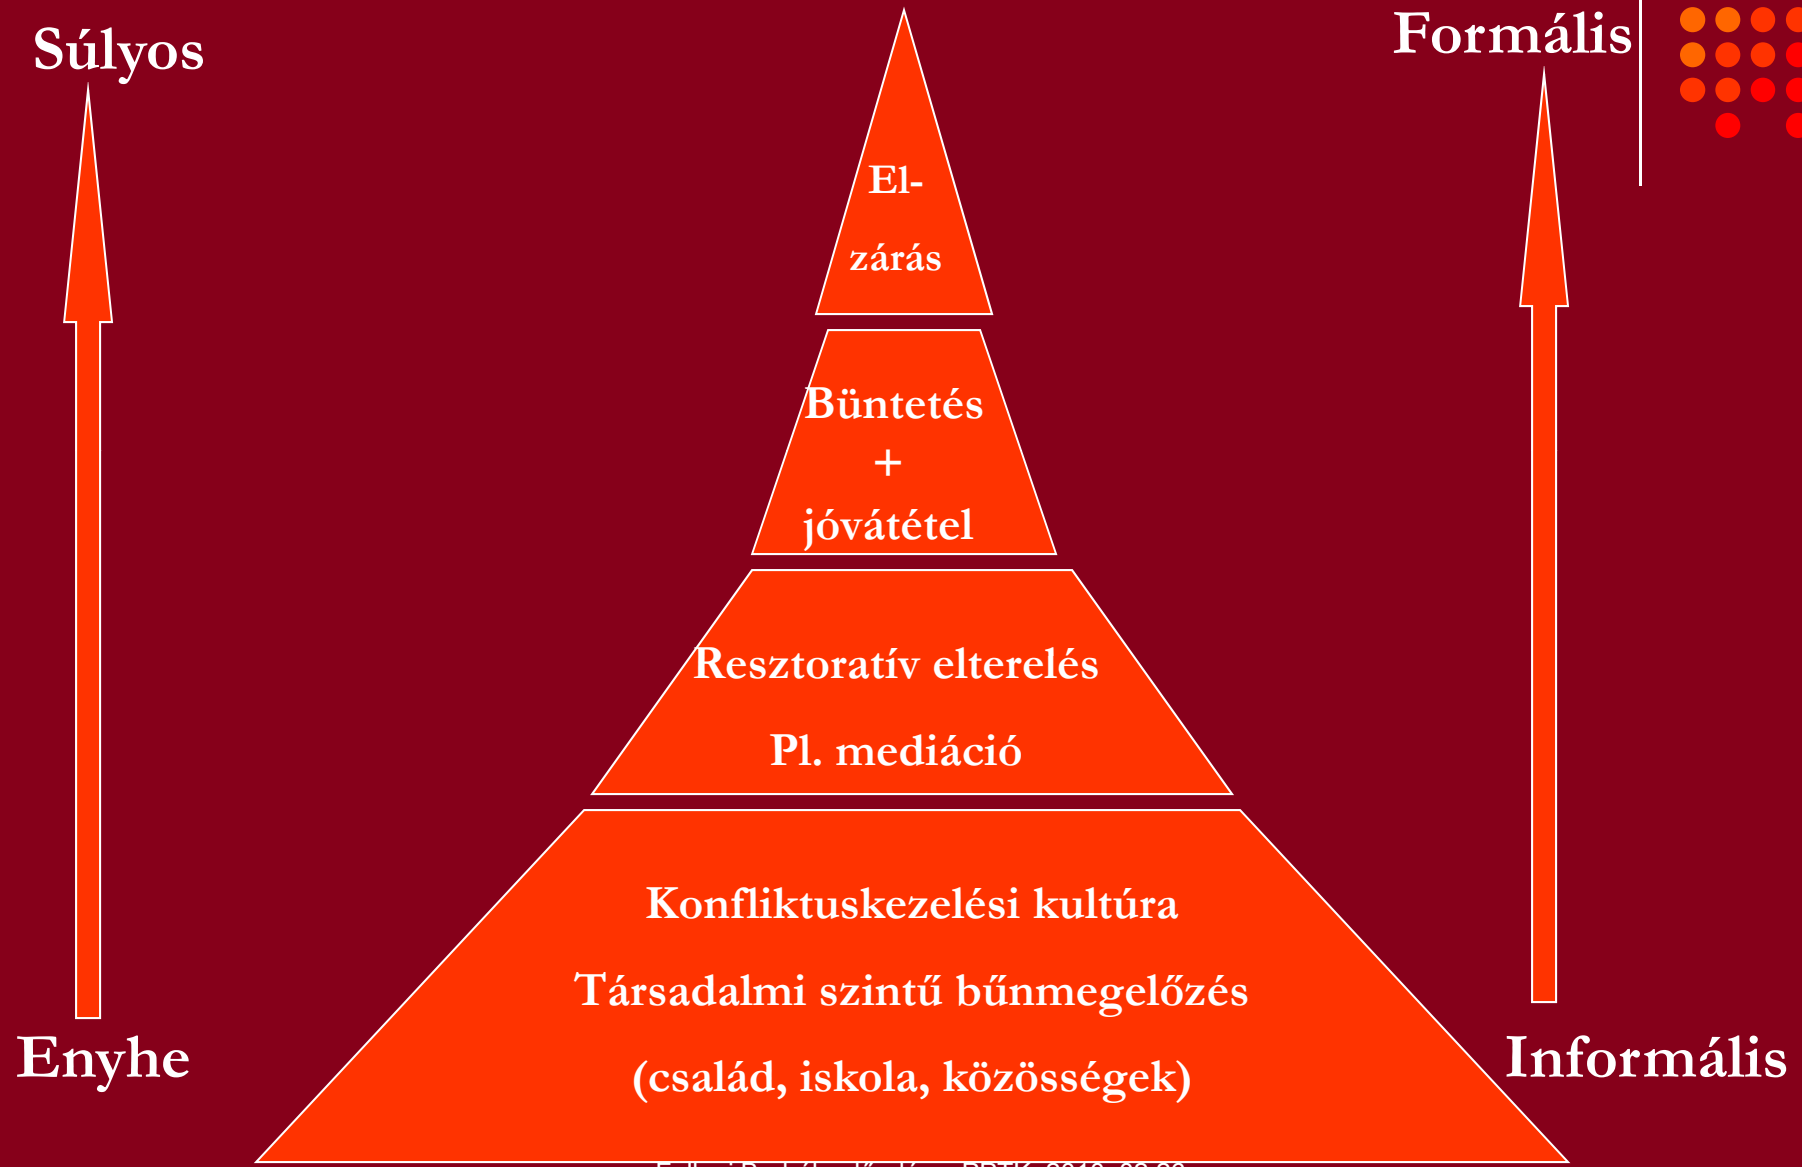 Súlyos
Formális
El-
zárás
Büntetés
+
jóvátétel
Resztoratív elterelés
Pl. mediáció
Konfliktuskezelési kultúra
Társadalmi szintű bűnmegelőzés
(család, iskola, közösségek)
Enyhe
Informális